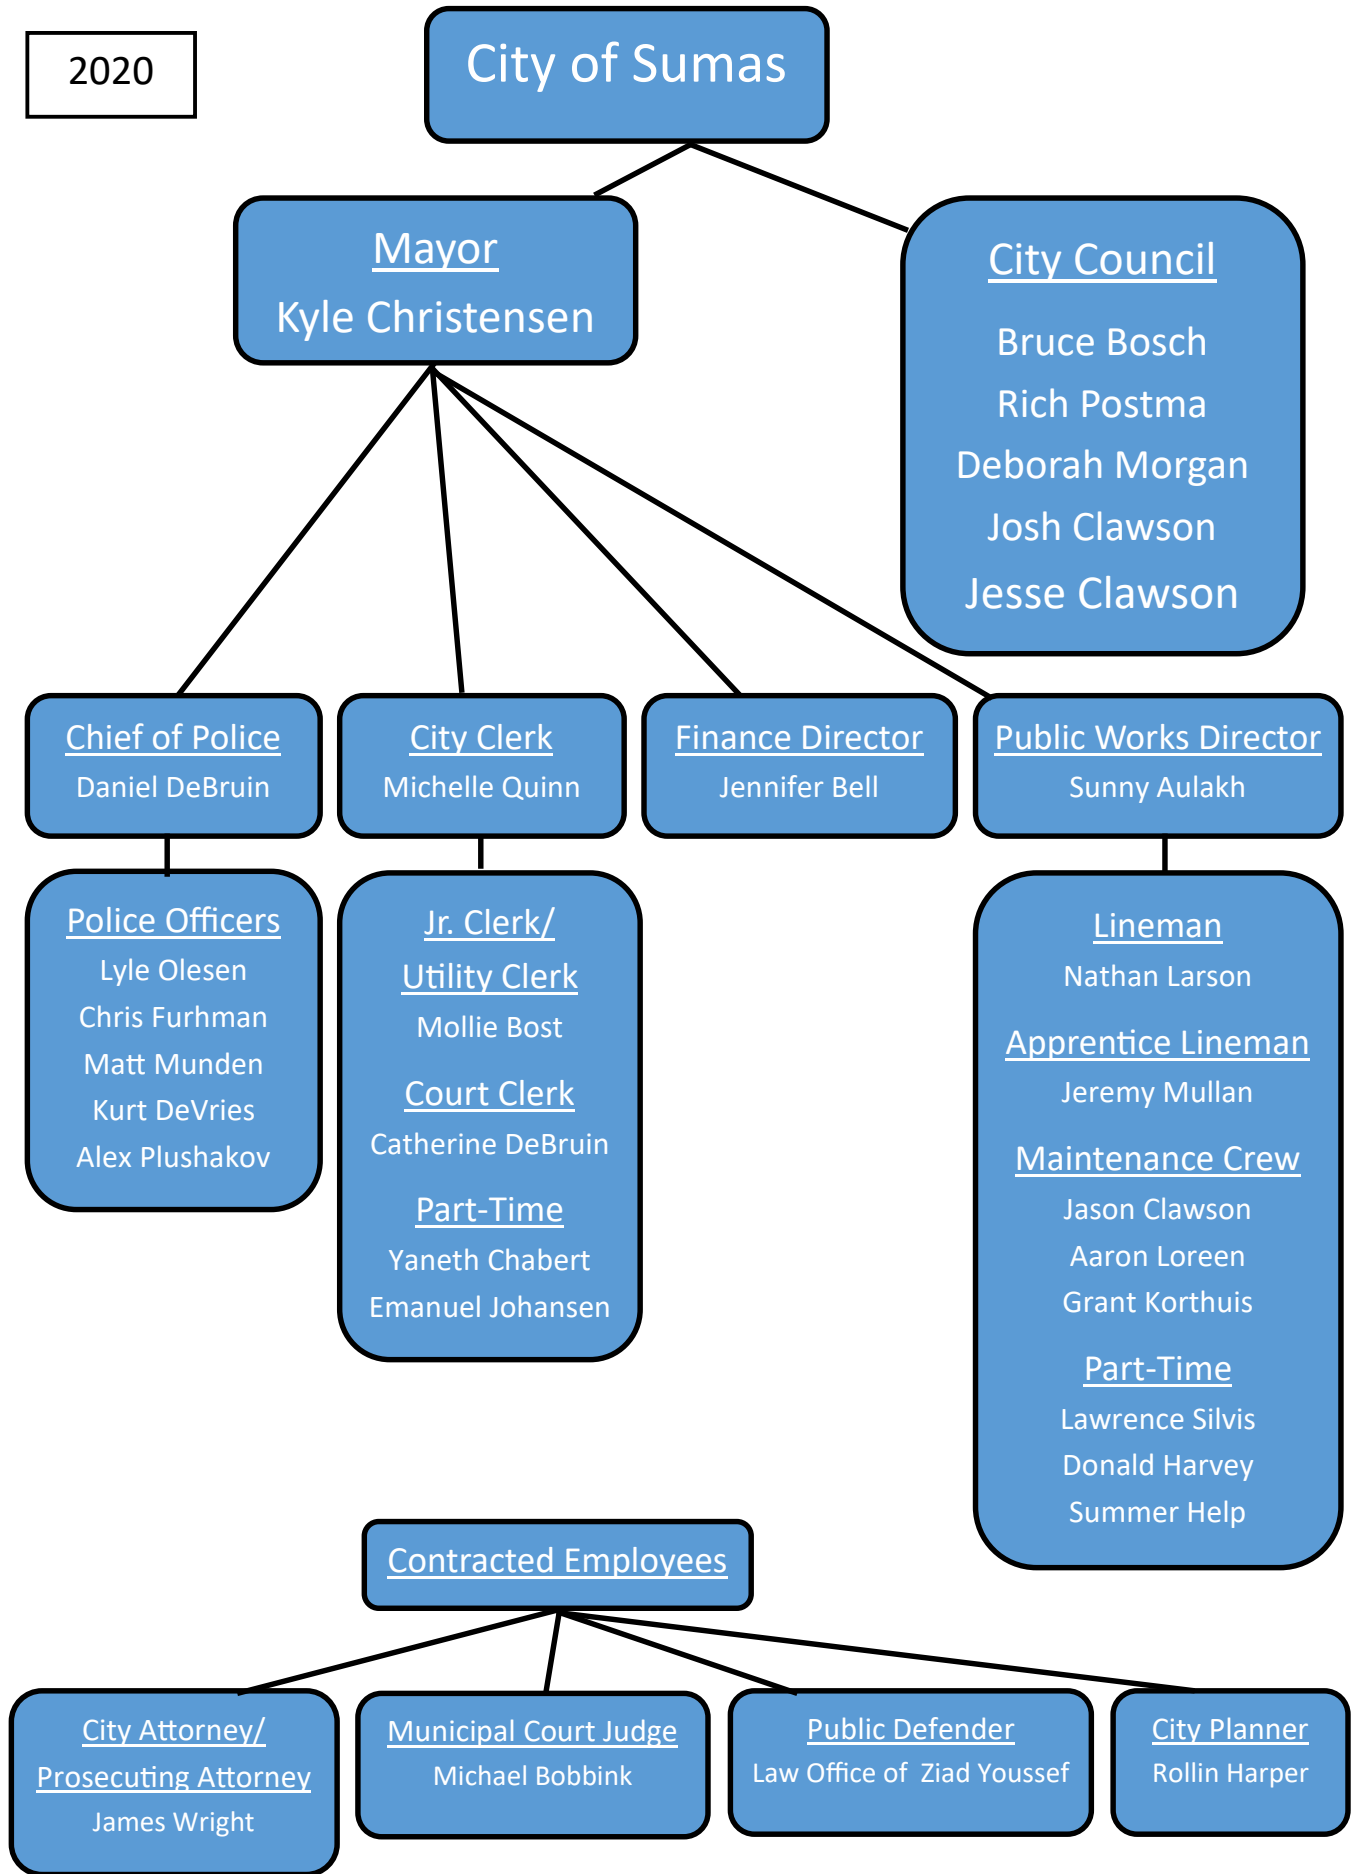 2020
City of Sumas
Mayor
Kyle Christensen
City Council
Bruce Bosch
Rich Postma
Deborah Morgan
Josh Clawson
Jesse Clawson
Chief of Police
Daniel DeBruin
City Clerk
Michelle Quinn
Finance Director
Jennifer Bell
Public Works Director
Sunny Aulakh
Police Officers
Lyle Olesen
Chris Furhman
Matt Munden
Kurt DeVries
Alex Plushakov
Jr. Clerk/
Utility Clerk
Mollie Bost
Court Clerk
Catherine DeBruin
Part-Time
Yaneth Chabert
Emanuel Johansen
Lineman
Nathan Larson
Apprentice Lineman
Jeremy Mullan
Maintenance Crew
Jason Clawson
Aaron Loreen
Grant Korthuis
Part-Time
Lawrence Silvis
Donald Harvey
Summer Help
Contracted Employees
City Attorney/
Prosecuting Attorney
James Wright
Municipal Court Judge
Michael Bobbink
Public Defender
Law Office of  Ziad Youssef
City Planner
Rollin Harper